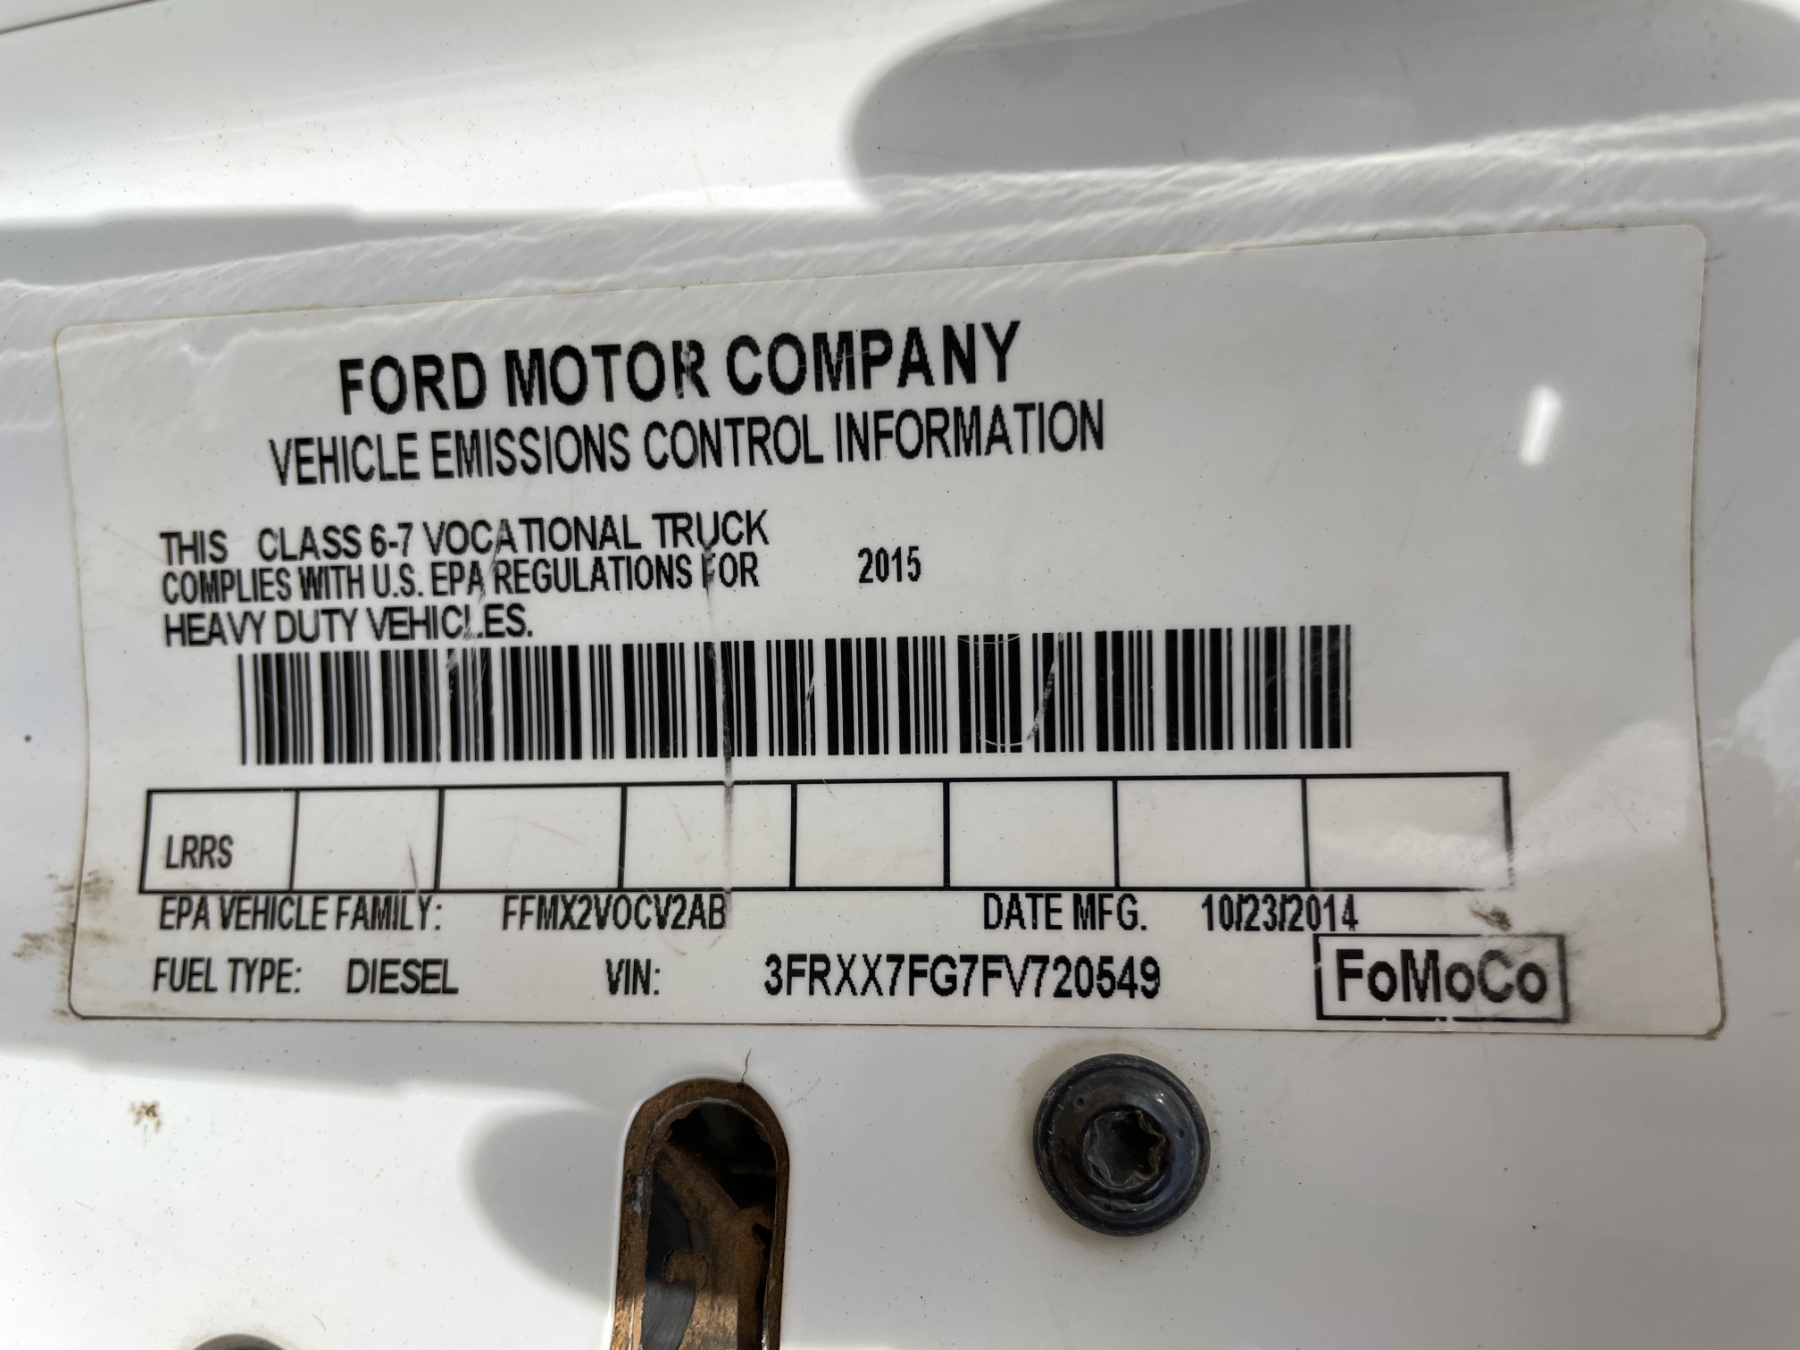 FORD MOTOR COMPANY
VEHICLE EMISSIONS CONTROL INFORMATION
THIS CLASS 6-7 VOCATIONAL TRUCK
COMPLIES WITH U.S. EPA REGULATIONS FOR 2015
HEAVY DUTY VEHICLES.
LRRS
EPA VEHICLE FAMILY: FFMX2VOCV2AB DATE MFG. 10/23/2014
FUEL TYPE: DIESEL VIN: 3FRXX7FG7FV720549 FoMoCo